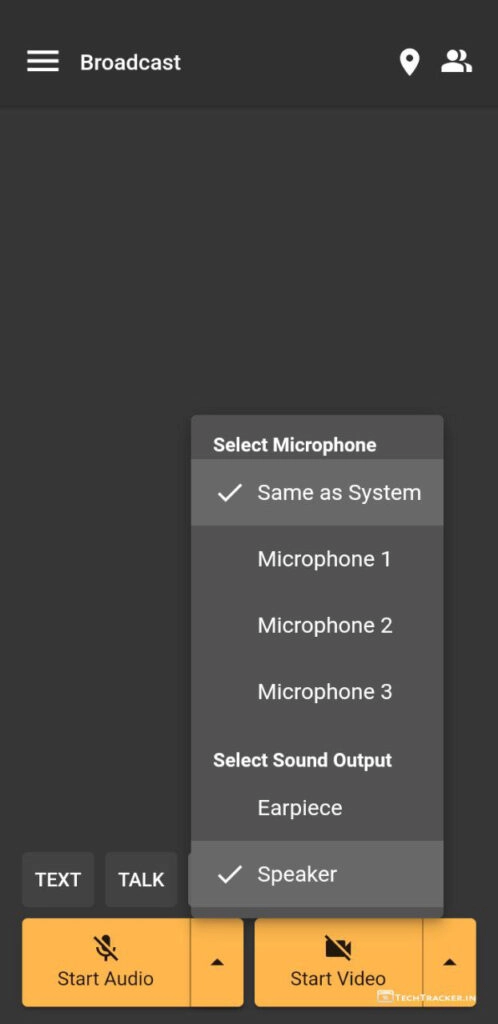 Broadcast
Select Microphone
Same as System
Microphone 1
Microphone 2
Microphone 3
Select Sound Output
Earpiece
Speaker
TEXT
TALK
Start Audio
Start Video
TECHTRACKER.IN